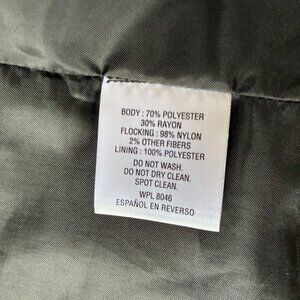 BODY : 70% POLYESTER
30% RAYON
FLOCKING : 98% NYLON
2% OTHER FIBERS
LINING : 100% POLYESTER
DO NOT WASH.
DO NOT DRY CLEAN.
SPOT CLEAN.
WPL 8046
ESPAÑOL EN REVERSO